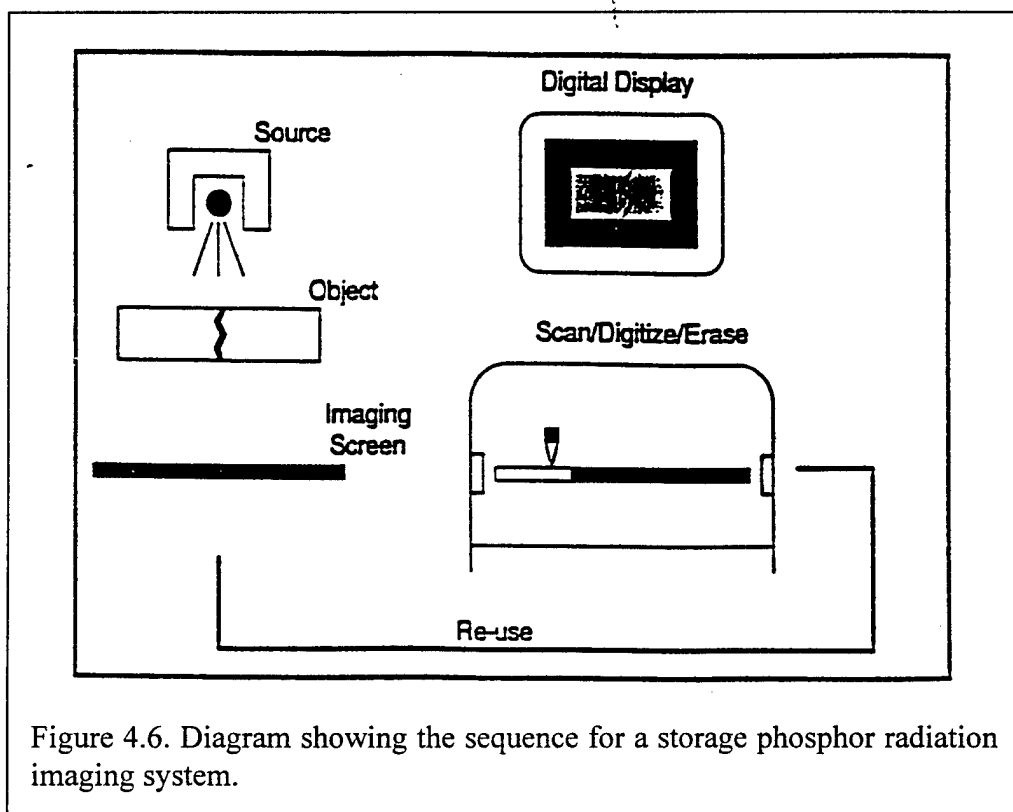 Digital Display
Source
Object
Scan/Digitize/Erase
Imaging
Screen
Re-use
Figure 4.6. Diagram showing the sequence for a storage phosphor radiation
imaging system.